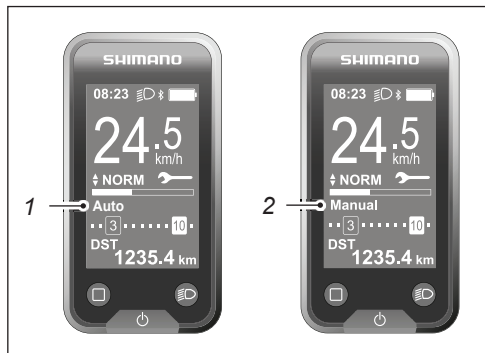 SHIMANO
08:23
24.5
km/h
NORM
1
Auto
3 10
DST
1235.4 km
SHIMANO
08:23
24.5
km/h
NORM
2
Manual
3 10
DST
1235.4 km